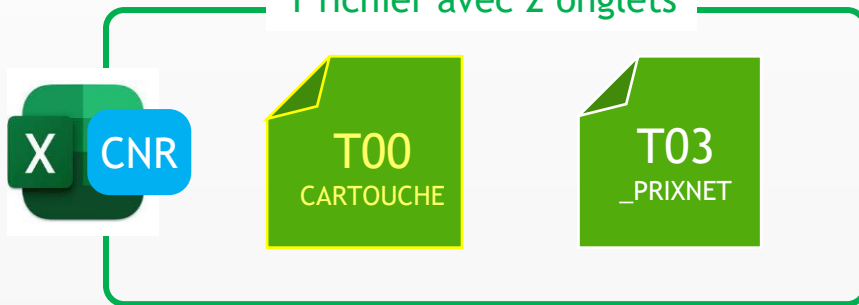 1 fichier avec 2 onglets
X
CNR
T00
CARTOUCHE
T03
_PRIXNET